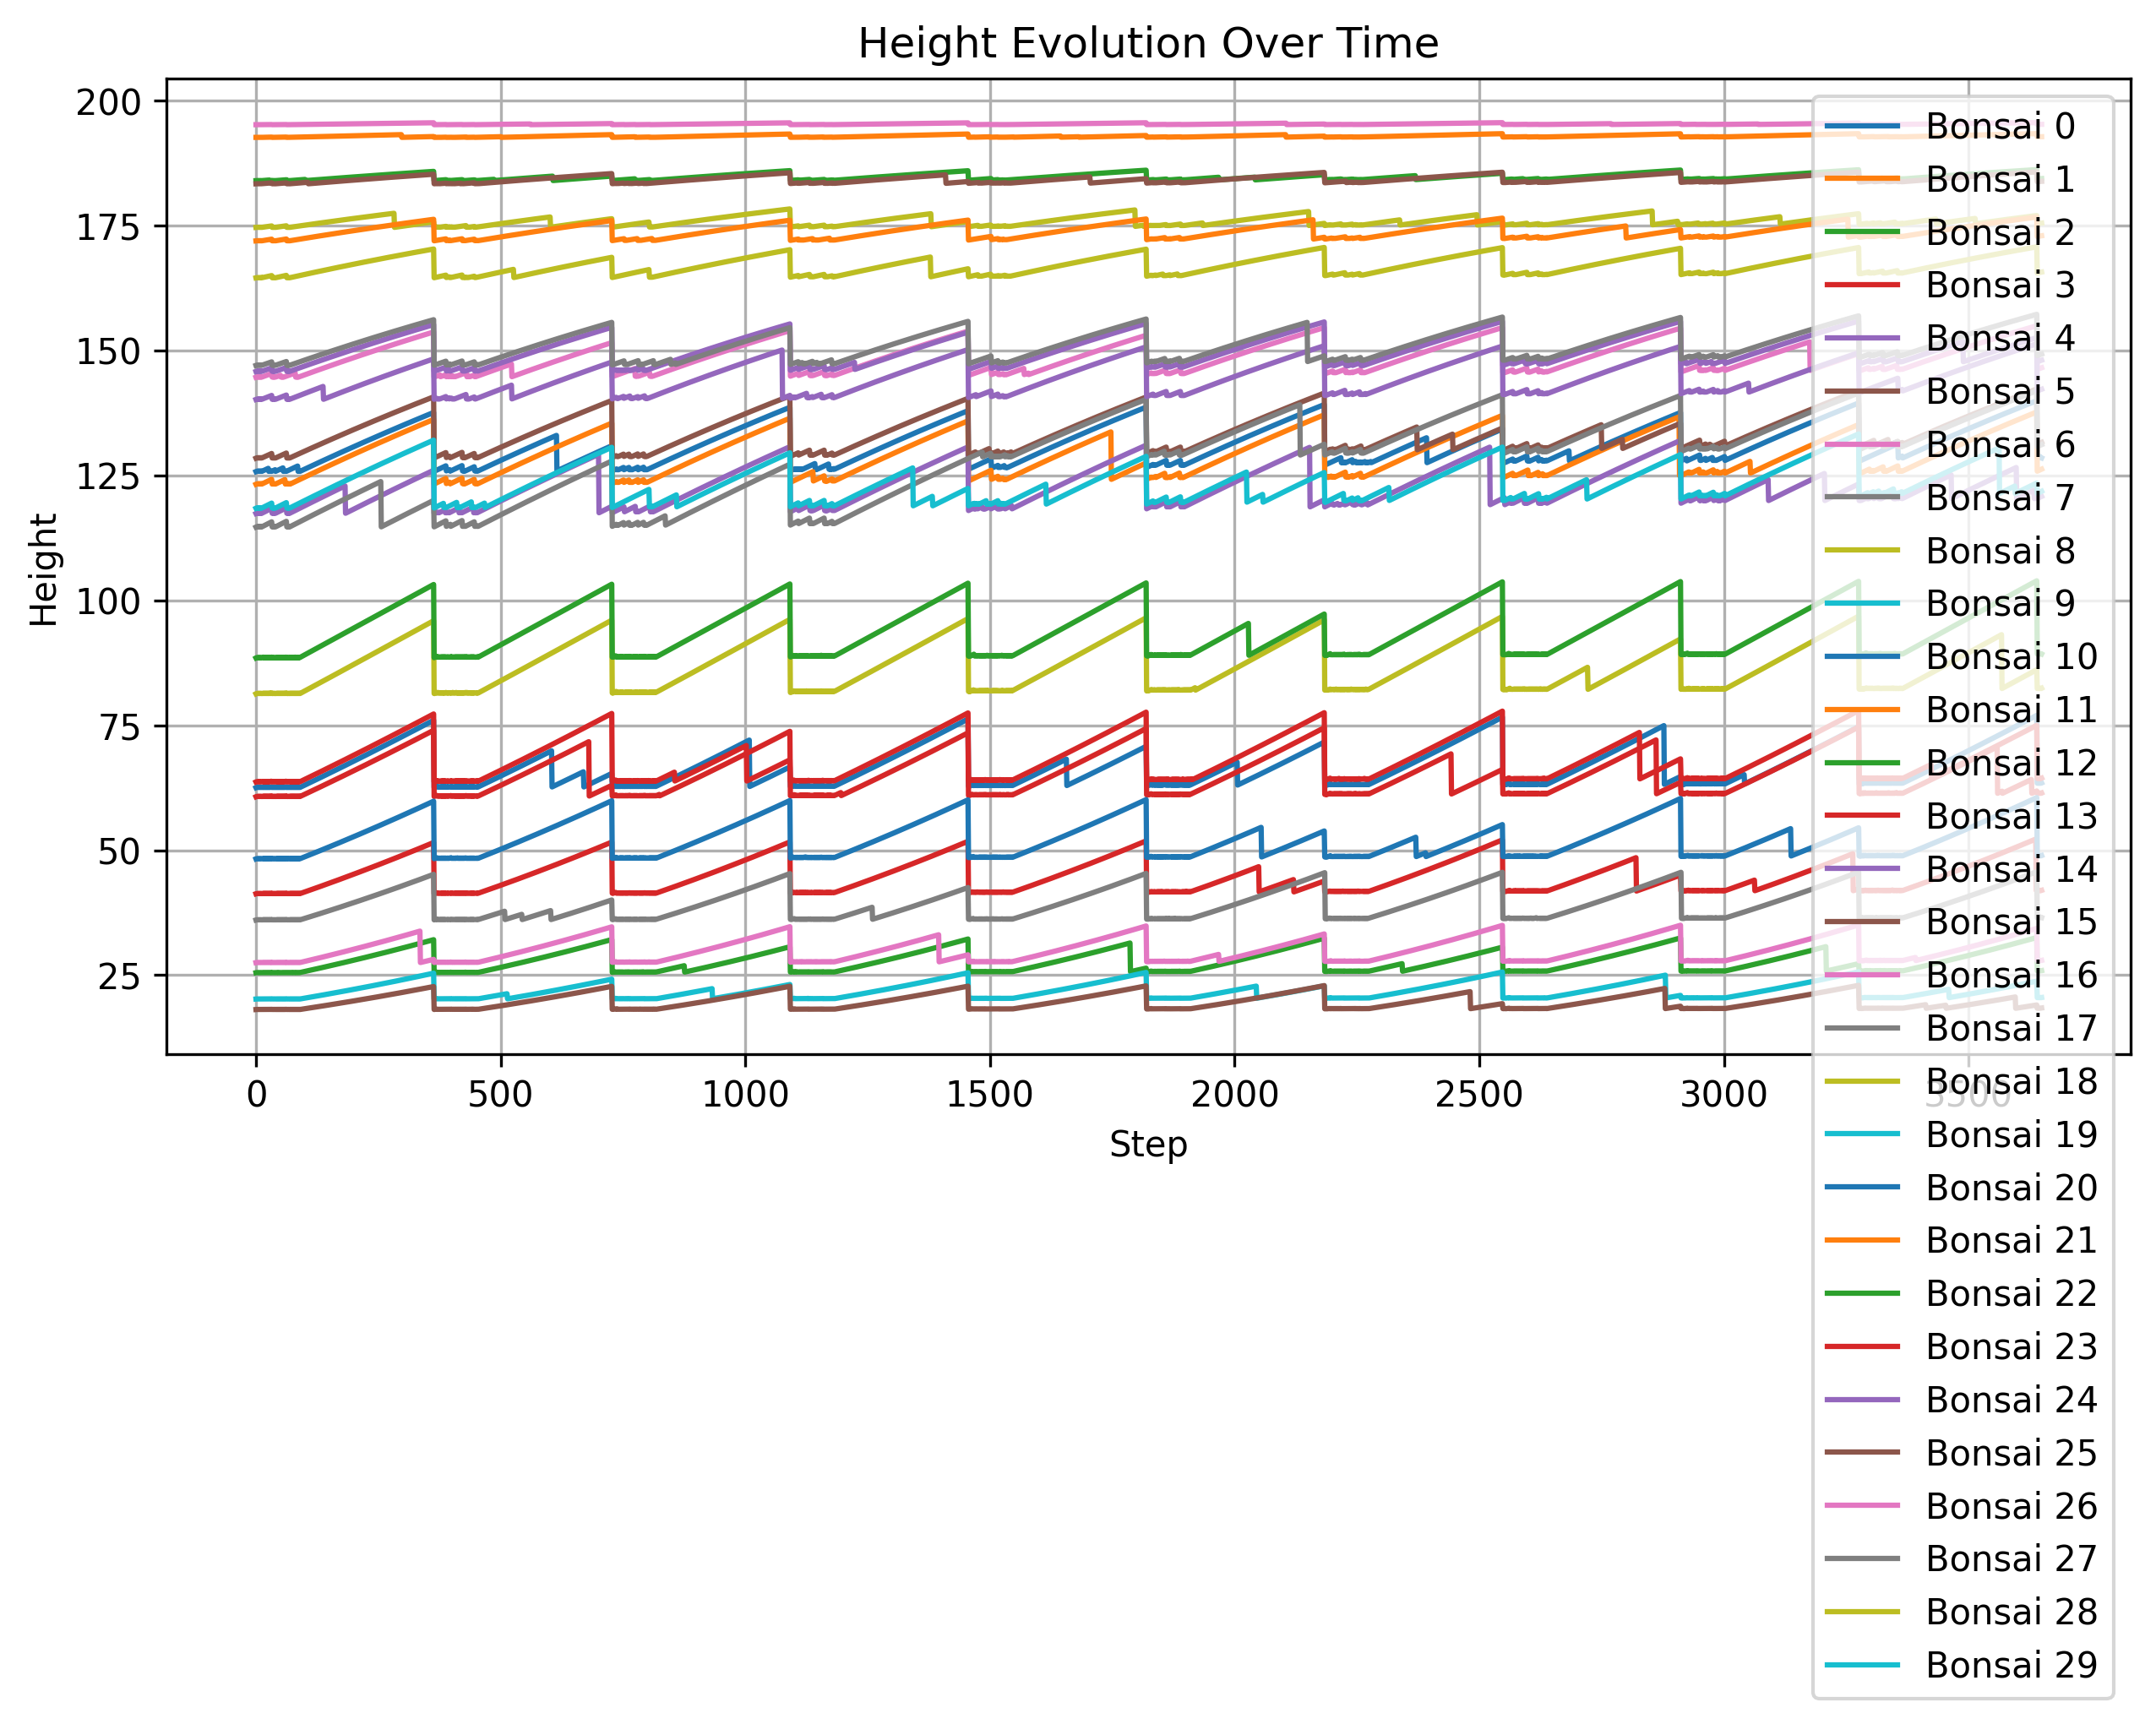 Height Evolution Over Time
Height
200
175
150
125
100
75
50
25
0
500
1000
1500
2000
2500
3000
3500
Step
Bonsai 0
Bonsai 1
Bonsai 2
Bonsai 3
Bonsai 4
Bonsai 5
Bonsai 6
Bonsai 7
Bonsai 8
Bonsai 9
Bonsai 10
Bonsai 11
Bonsai 12
Bonsai 13
Bonsai 14
Bonsai 15
Bonsai 16
Bonsai 17
Bonsai 18
Bonsai 19
Bonsai 20
Bonsai 21
Bonsai 22
Bonsai 23
Bonsai 24
Bonsai 25
Bonsai 26
Bonsai 27
Bonsai 28
Bonsai 29